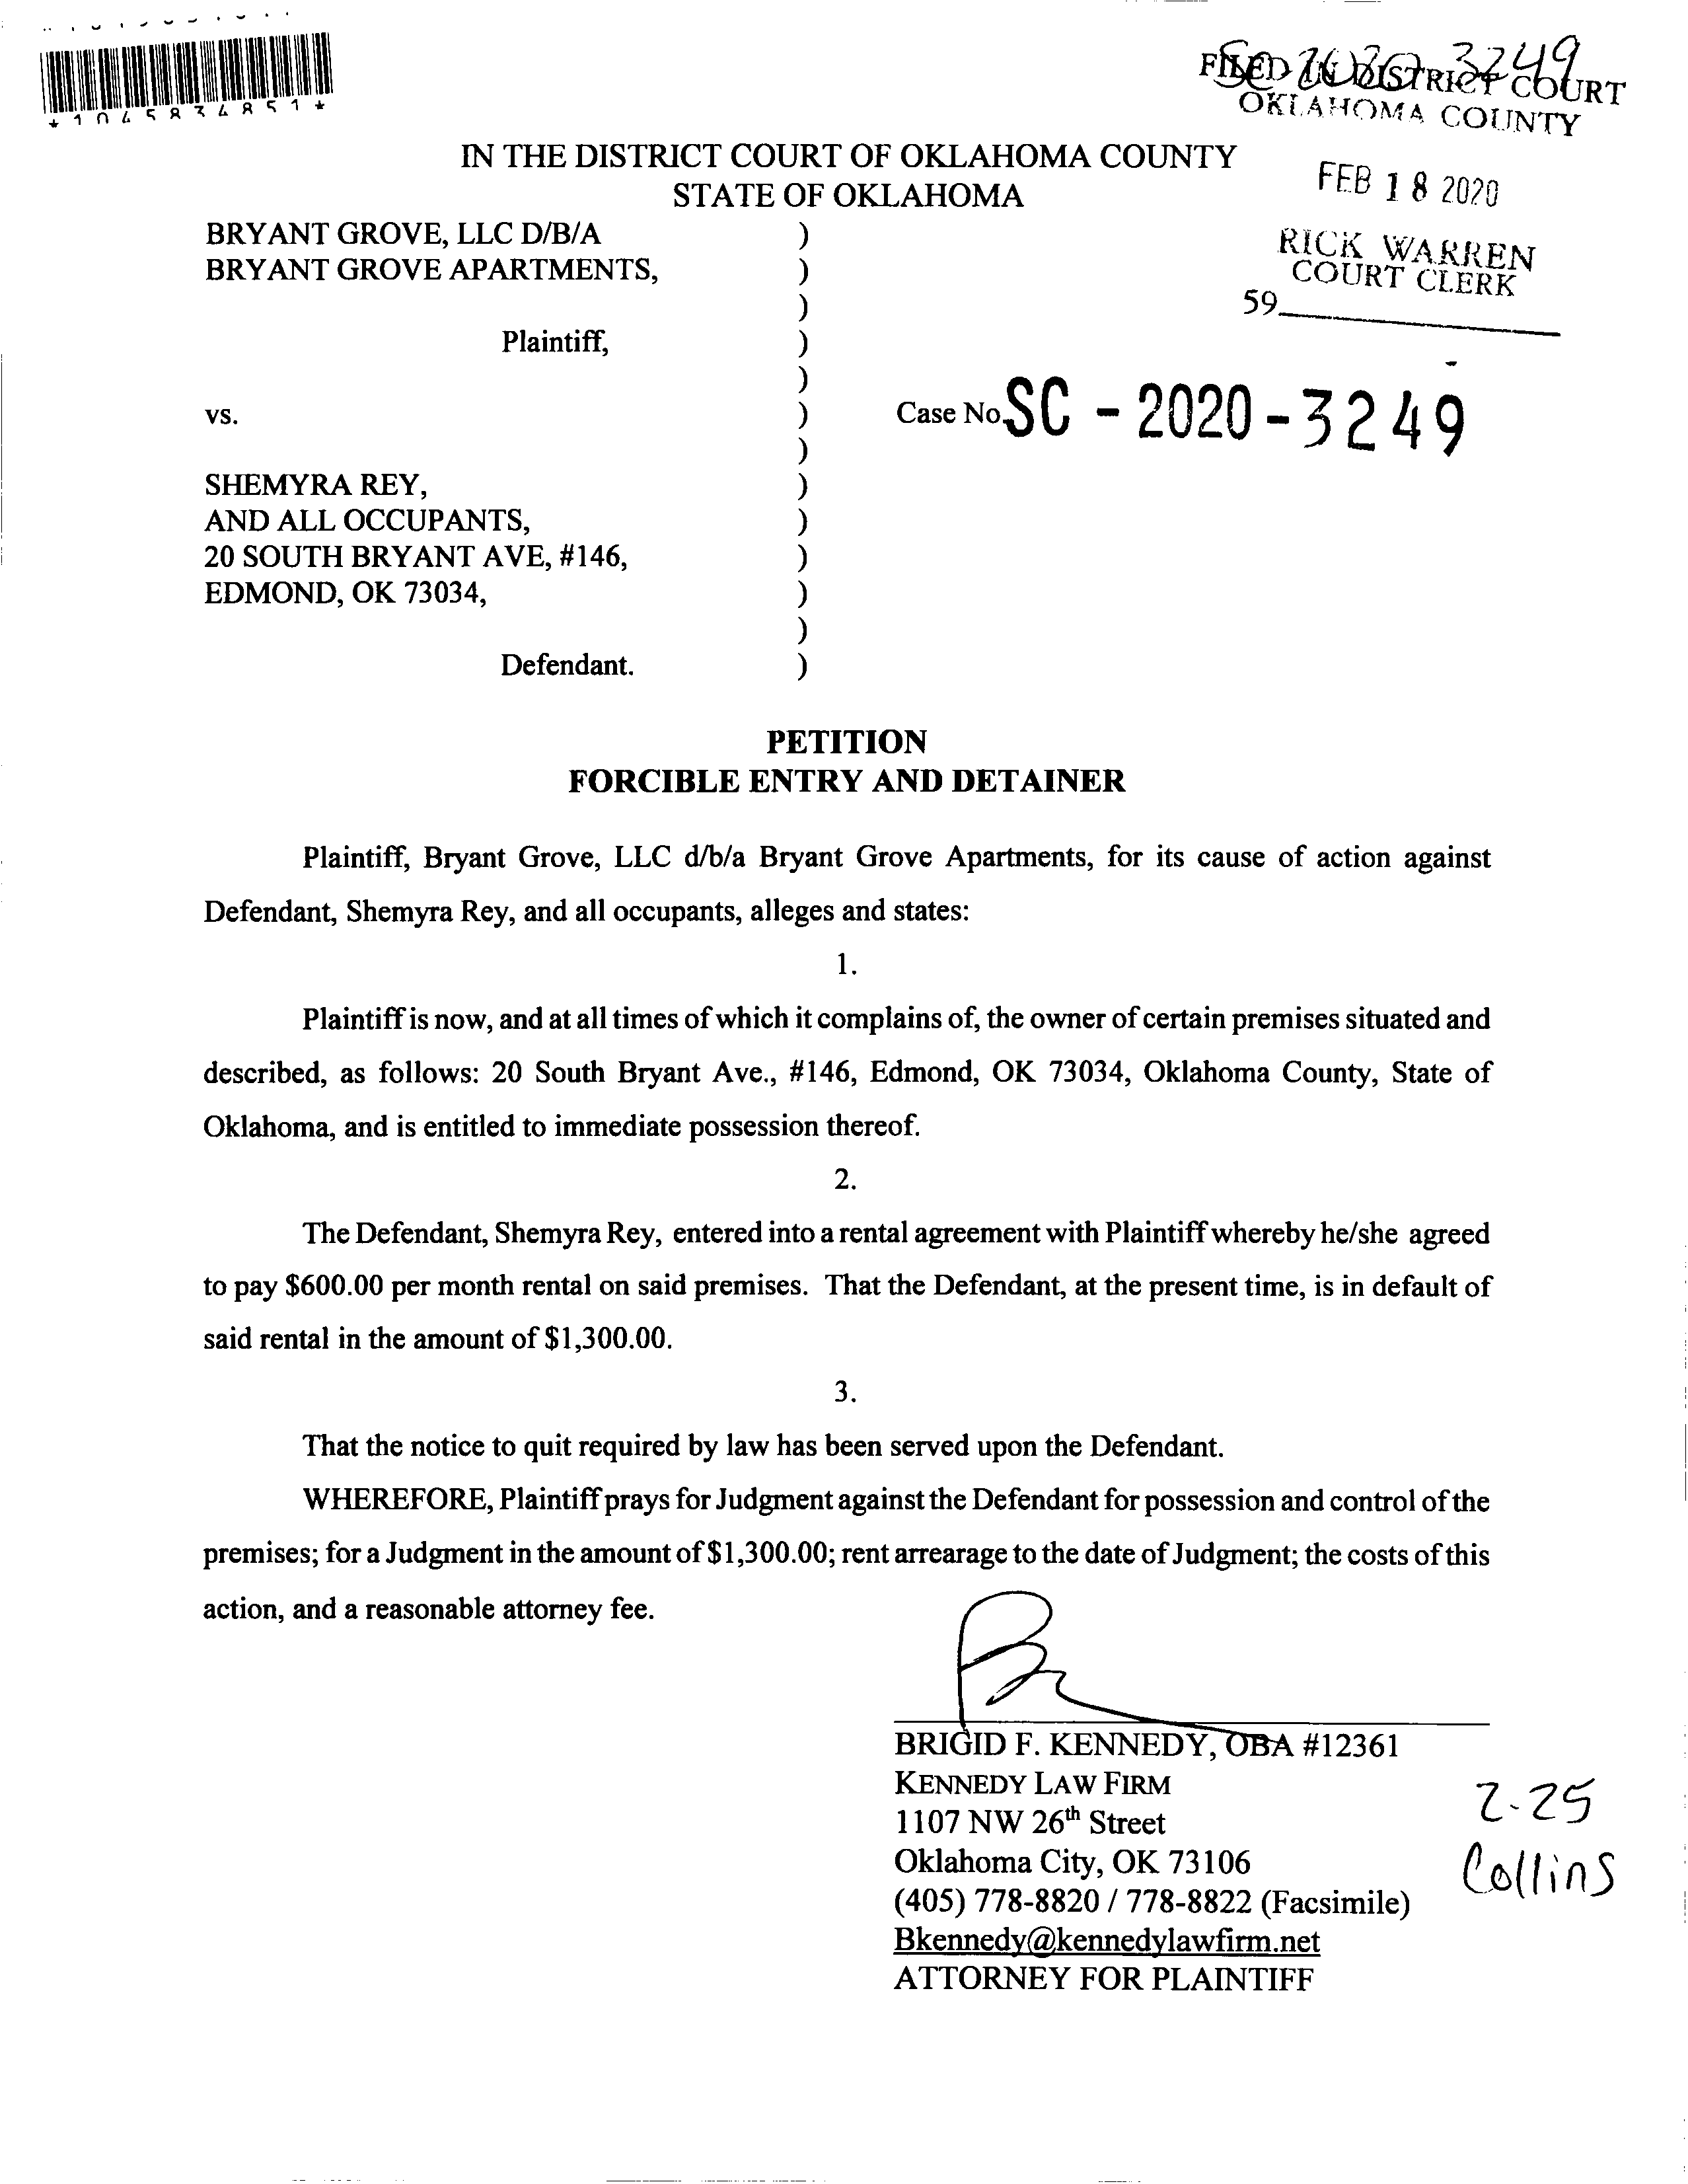 *1045834851*
SC 2020 3249
FILED IN DISTRICT COURT
OKLAHOMA COUNTY
IN THE DISTRICT COURT OF OKLAHOMA COUNTY
STATE OF OKLAHOMA
FEB 18 2020
RICK WARREN
COURT CLERK
59
BRYANT GROVE, LLC D/B/A )
BRYANT GROVE APARTMENTS, )
)
Plaintiff, )
)
vs. ) Case No. SC - 2020 - 3249
)
SHEMYRA REY, )
AND ALL OCCUPANTS, )
20 SOUTH BRYANT AVE, #146, )
EDMOND, OK 73034, )
)
Defendant. )
PETITION
FORCIBLE ENTRY AND DETAINER
Plaintiff, Bryant Grove, LLC d/b/a Bryant Grove Apartments, for its cause of action against
Defendant, Shemyra Rey, and all occupants, alleges and states:
1.
Plaintiff is now, and at all times of which it complains of, the owner of certain premises situated and
described, as follows: 20 South Bryant Ave., #146, Edmond, OK 73034, Oklahoma County, State of
Oklahoma, and is entitled to immediate possession thereof.
2.
The Defendant, Shemyra Rey, entered into a rental agreement with Plaintiff whereby he/she agreed
to pay $600.00 per month rental on said premises. That the Defendant, at the present time, is in default of
said rental in the amount of $1,300.00.
3.
That the notice to quit required by law has been served upon the Defendant.
WHEREFORE, Plaintiff prays for Judgment against the Defendant for possession and control of the
premises; for a Judgment in the amount of $1,300.00; rent arrearage to the date of Judgment; the costs of this
action, and a reasonable attorney fee.
BRIGID F. KENNEDY, OBA #12361
KENNEDY LAW FIRM
1107 NW 26th Street
Oklahoma City, OK 73106
(405) 778-8820 / 778-8822 (Facsimile)
Bkennedy@kennedylawfirm.net
ATTORNEY FOR PLAINTIFF
2-25
Collins